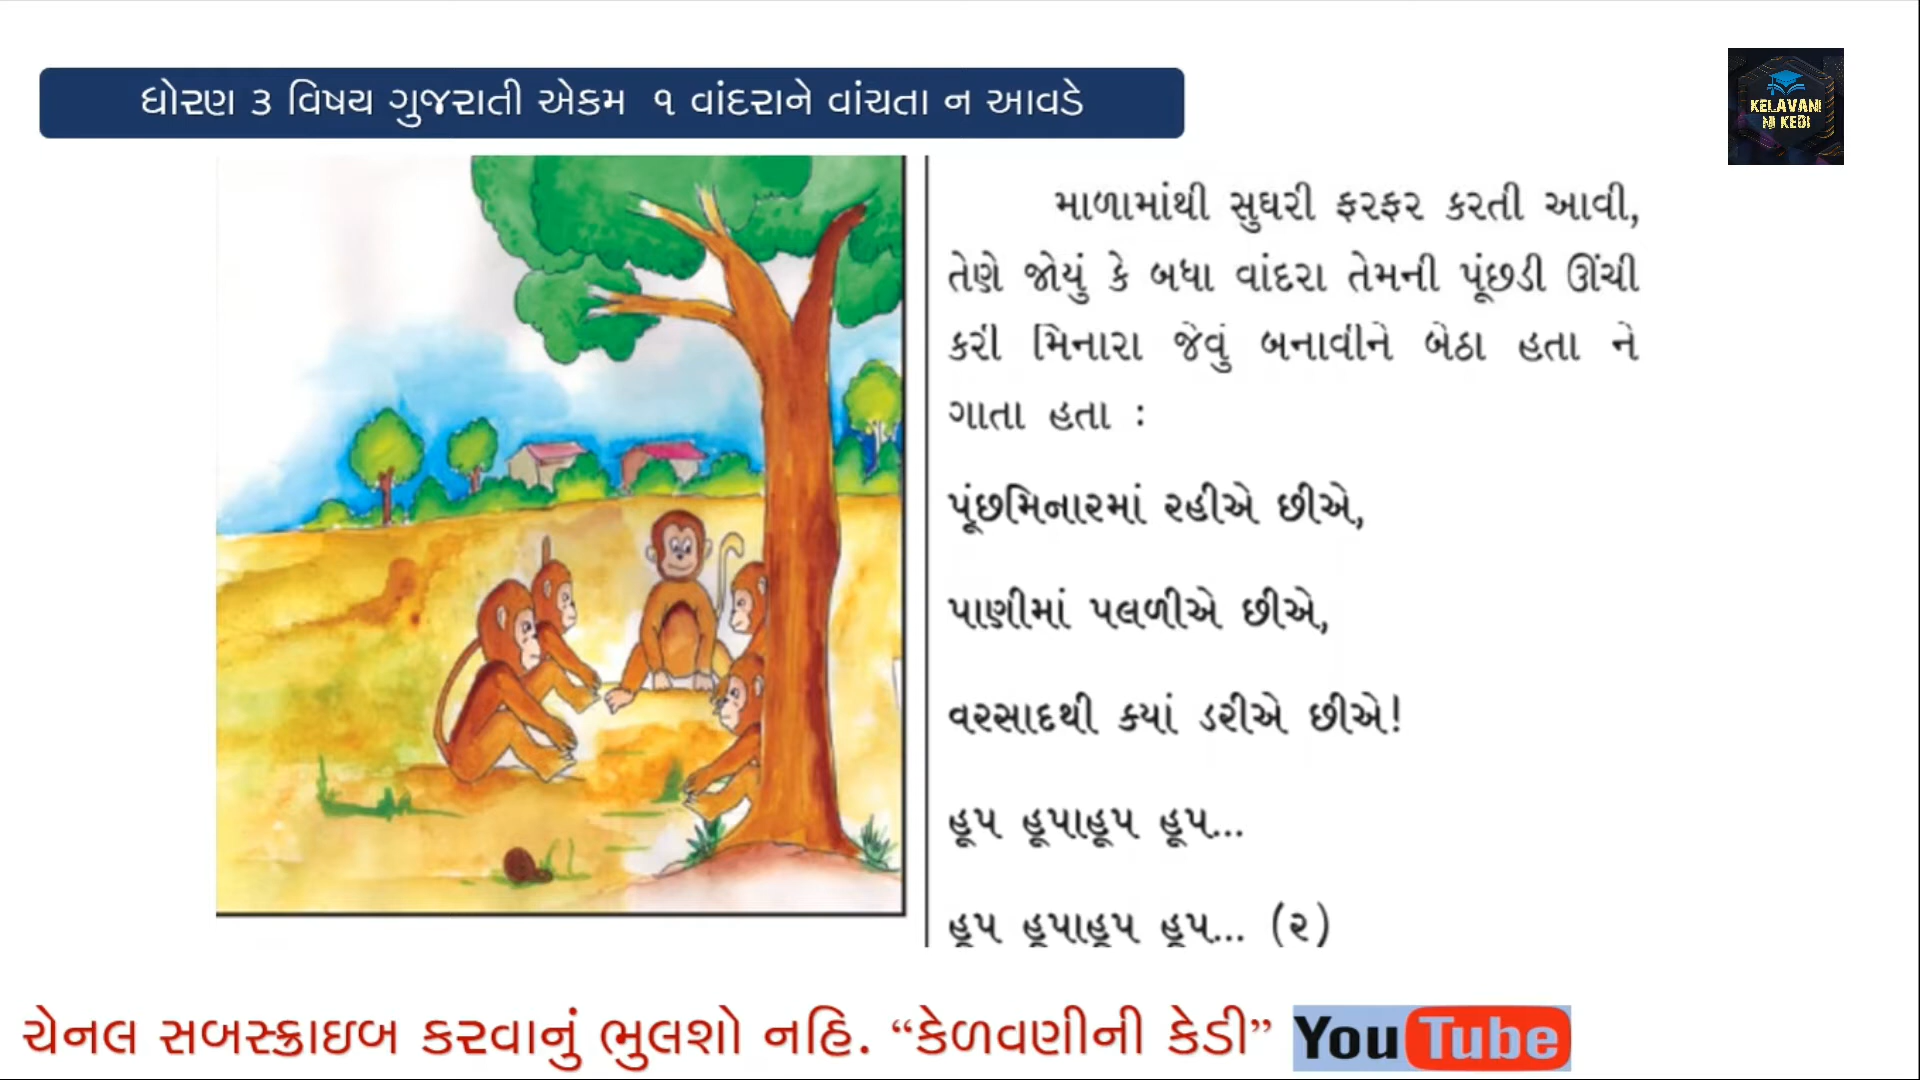 ધોરણ ૩ વિષય ગુજરાતી એકમ ૧ વાંદરાને વાંચતા ન આવડે
KELAVANI
NI KEDI
માળામાંથી સુઘરી ફરફર કરતી આવી,
તેણે જોયું કે બધા વાંદરા તેમની પૂંછડી ઊંચી
કરી મિનારા જેવું બનાવીને બેઠા હતા ને
ગાતા હતા :
પૂંછમિનારમાં રહીએ છીએ,
પાણીમાં પલળીએ છીએ,
વરસાદથી ક્યાં ડરીએ છીએ!
હૂપ હૂપાહૂપ હૂપ...
હૂપ હૂપાહૂપ હૂપ... (૨)
ચેનલ સબસ્ક્રાઇબ કરવાનું ભુલશો નહિ. “કેળવણીની કેડી” YouTube